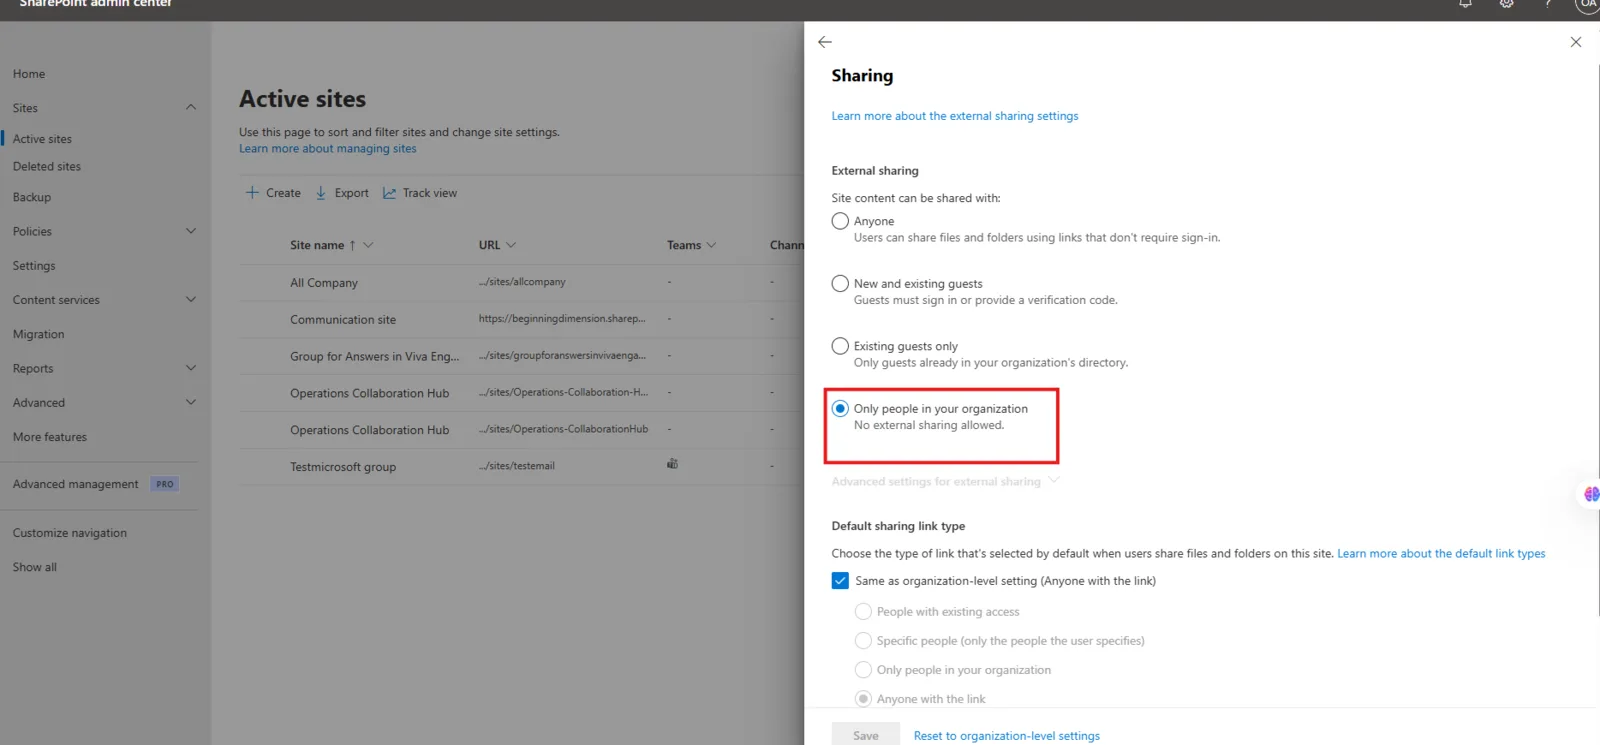 SharePoint admin center
OA
Home
Sites
Active sites
Deleted sites
Backup
Policies
Settings
Content services
Migration
Reports
Advanced
More features
Advanced management PRO
Customize navigation
Show all
Active sites
Use this page to sort and filter sites and change site settings.
Learn more about managing sites
Create Export Track view
Site name ↑ URL Teams Chann
All Company .../sites/allcompany - -
Communication site https://beginningdimension.sharep... - -
Group for Answers in Viva Eng... .../sites/groupforanswersinvivaenga... - -
Operations Collaboration Hub .../sites/Operations-Collaboration-H... - -
Operations Collaboration Hub .../sites/Operations-CollaborationHub - -
Testmicrosoft group .../sites/testemail -
Sharing
Learn more about the external sharing settings
External sharing
Site content can be shared with:
Anyone
Users can share files and folders using links that don't require sign-in.
New and existing guests
Guests must sign in or provide a verification code.
Existing guests only
Only guests already in your organization's directory.
Only people in your organization
No external sharing allowed.
Advanced settings for external sharing
Default sharing link type
Choose the type of link that's selected by default when users share files and folders on this site. Learn more about the default link types
Same as organization-level setting (Anyone with the link)
People with existing access
Specific people (only the people the user specifies)
Only people in your organization
Anyone with the link
Save Reset to organization-level settings